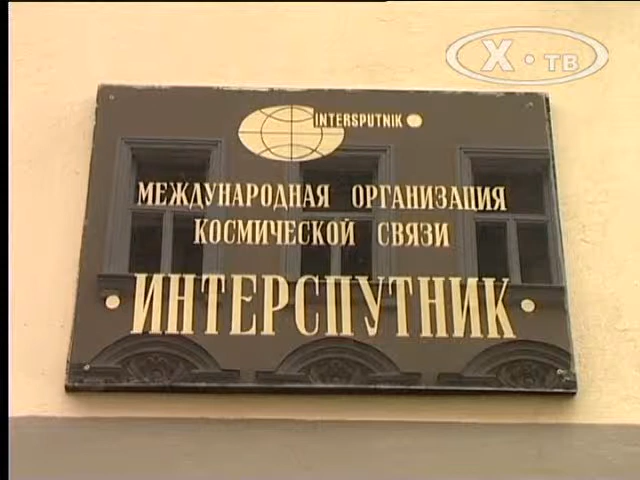 Х·ТВ
INTERSPUTNIK
МЕЖДУНАРОДНАЯ ОРГАНИЗАЦИЯ
КОСМИЧЕСКОЙ СВЯЗИ
· ИНТЕРСПУТНИК ·